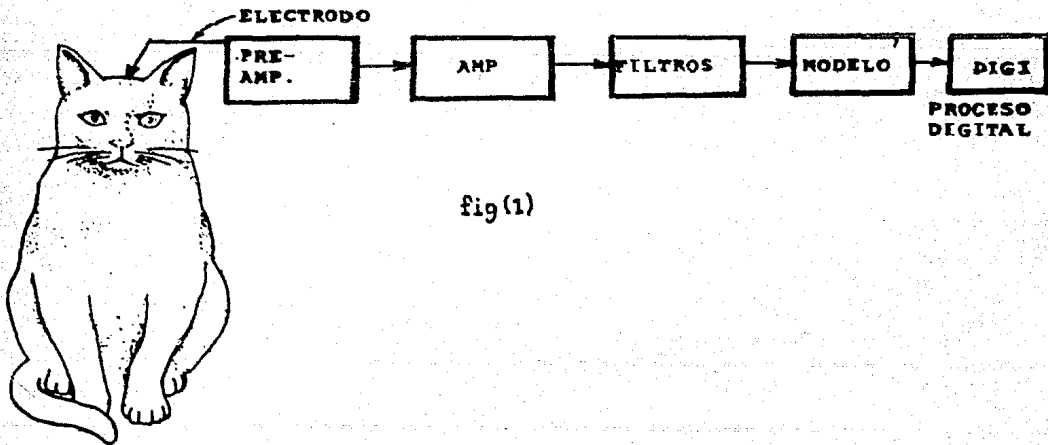 ELECTRODO
PRE-
AMP.
AMP
FILTROS
MODELO
DIGI
PROCESO
DIGITAL
fig(1)